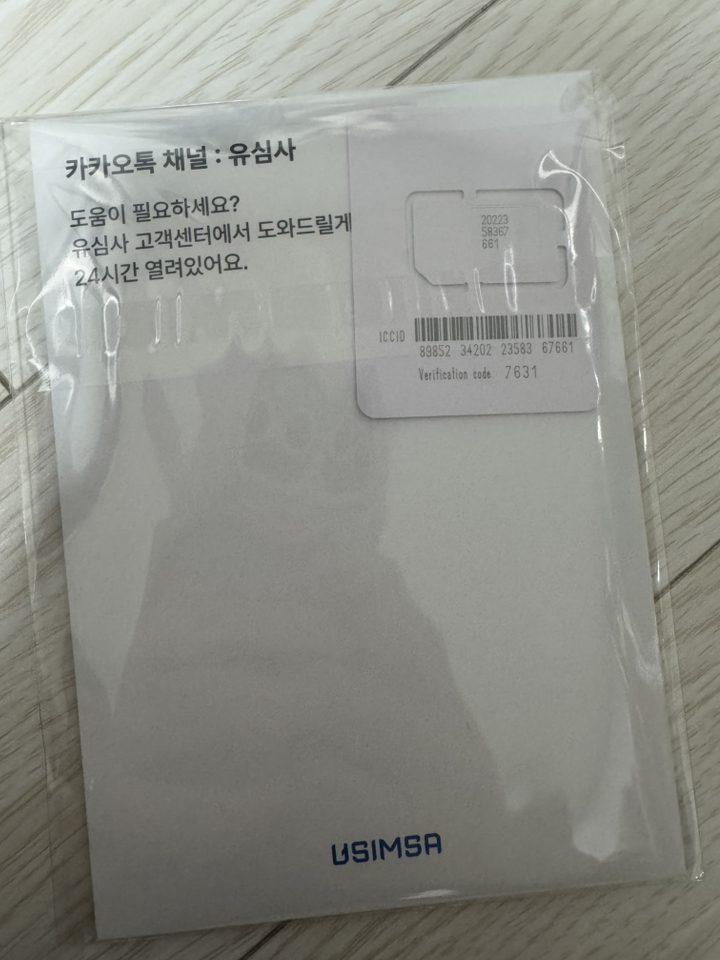 카카오톡 채널 : 유심사
도움이 필요하세요?
유심사 고객센터에서 도와드릴게
24시간 열려있어요.
20223
58367
661
ICCID
89852 34202 23583 67661
Verification code 7631
USIMSA